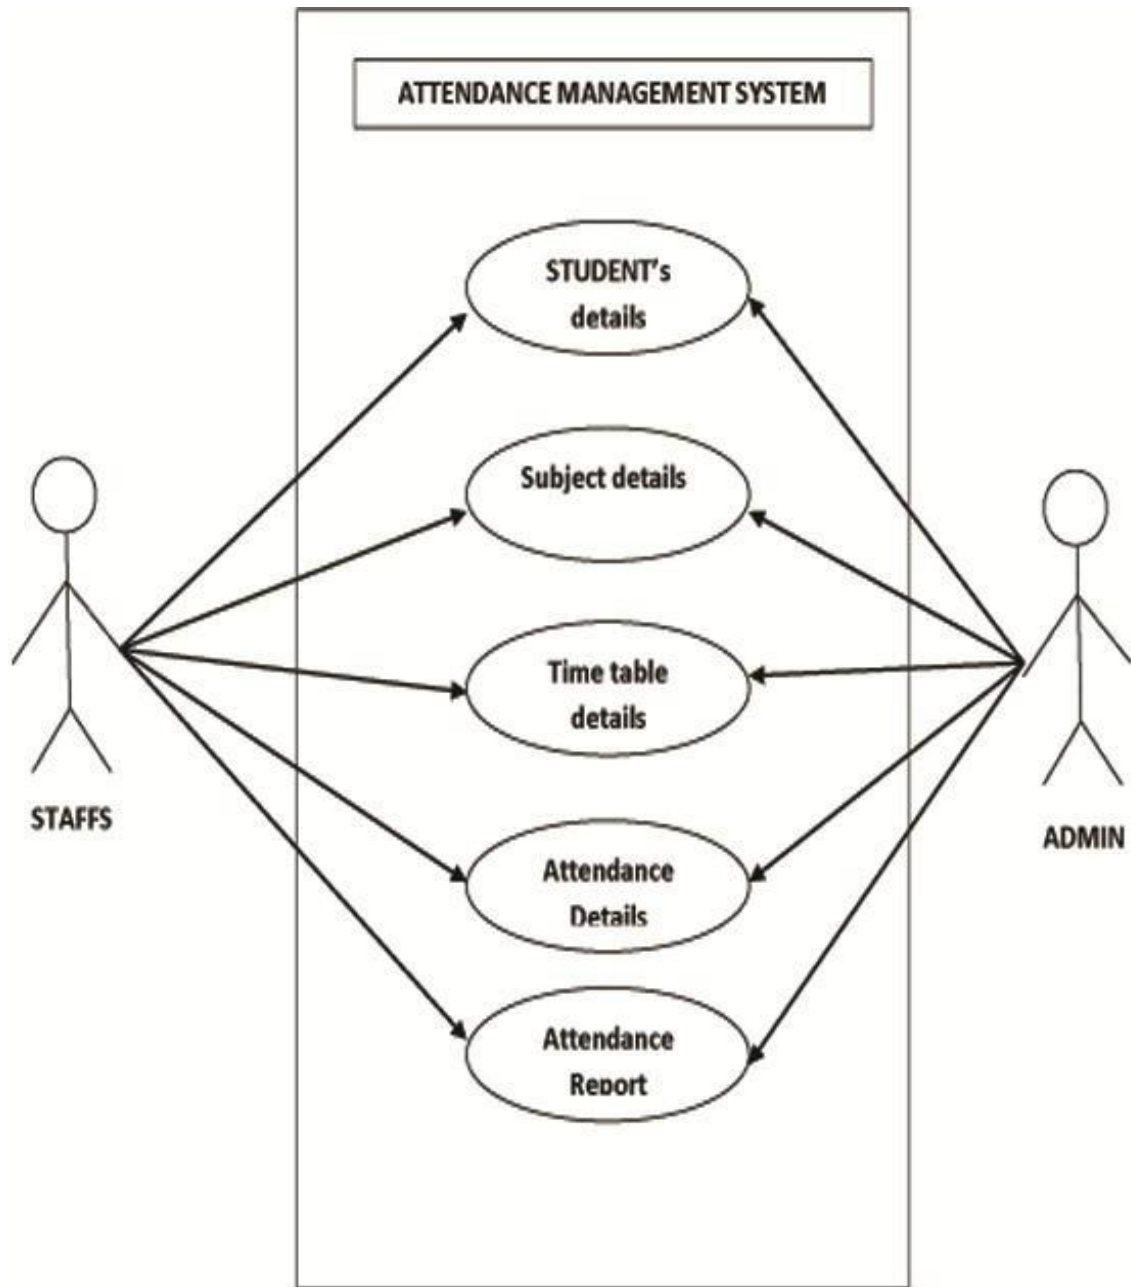 ATTENDANCE MANAGEMENT SYSTEM
STUDENT's
details
Subject details
Time table
details
STAFFS
ADMIN
Attendance
Details
Attendance
Report